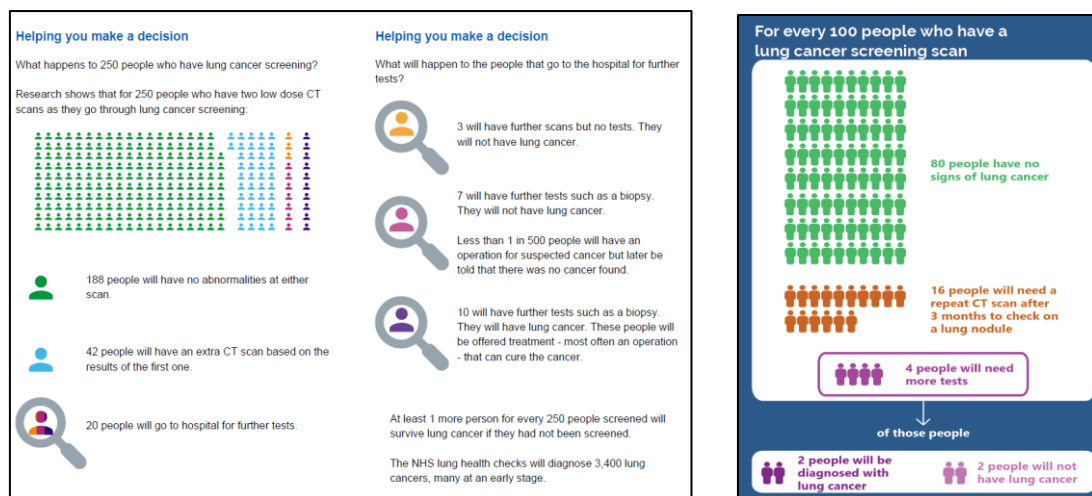 Helping you make a decision
What happens to 250 people who have lung cancer screening?
Research shows that for 250 people who have two low dose CT
scans as they go through lung cancer screening:
188 people will have no abnormalities at either
scan.
42 people will have an extra CT scan based on the
results of the first one.
20 people will go to hospital for further tests.
Helping you make a decision
What will happen to the people that go to the hospital for further
tests?
3 will have further scans but no tests. They
will not have lung cancer.
7 will have further tests such as a biopsy.
They will not have lung cancer.
Less than 1 in 500 people will have an
operation for suspected cancer but later be
told that there was no cancer found.
10 will have further tests such as a biopsy.
They will have lung cancer. These people will
be offered treatment - most often an operation
- that can cure the cancer.
At least 1 more person for every 250 people screened will
survive lung cancer if they had not been screened.
The NHS lung health checks will diagnose 3,400 lung
cancers, many at an early stage.
For every 100 people who have a
lung cancer screening scan
80 people have no
signs of lung cancer
16 people will need a
repeat CT scan after
3 months to check on
a lung nodule
4 people will need
more tests
of those people
2 people will be
diagnosed with
lung cancer
2 people will not
have lung cancer